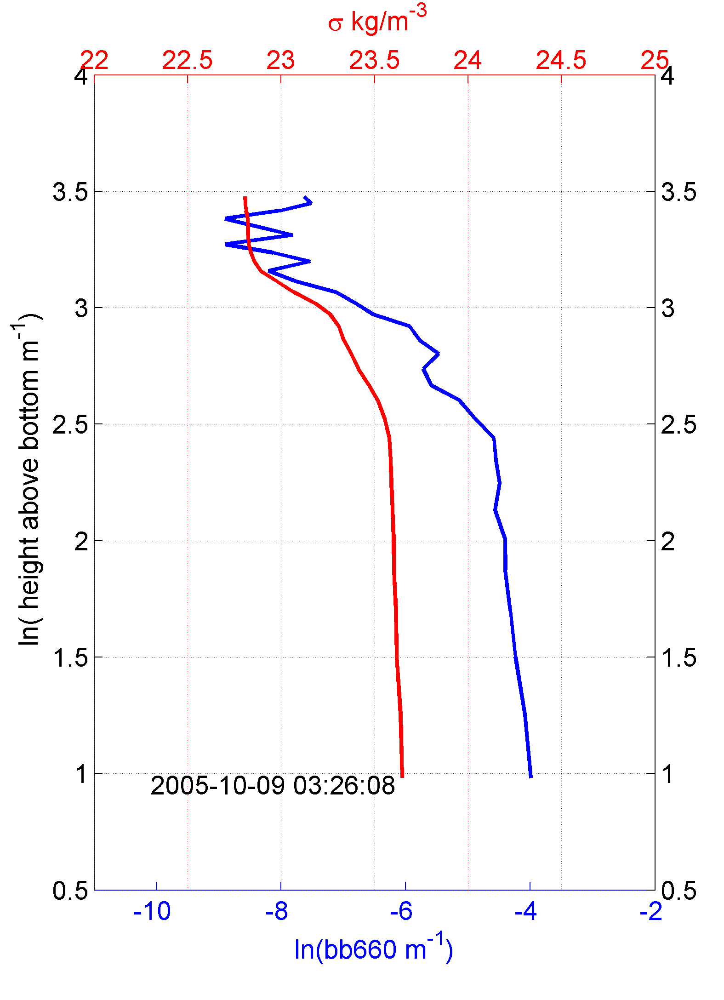 σ kg/m-3
22 22.5 23 23.5 24 24.5 25
4 4
3.5 3.5
3 3
2.5 2.5
2 2
1.5 1.5
1 1
0.5 0.5
ln( height above bottom m-1)
2005-10-09 03:26:08
-10 -8 -6 -4 -2
ln(bb660 m-1)